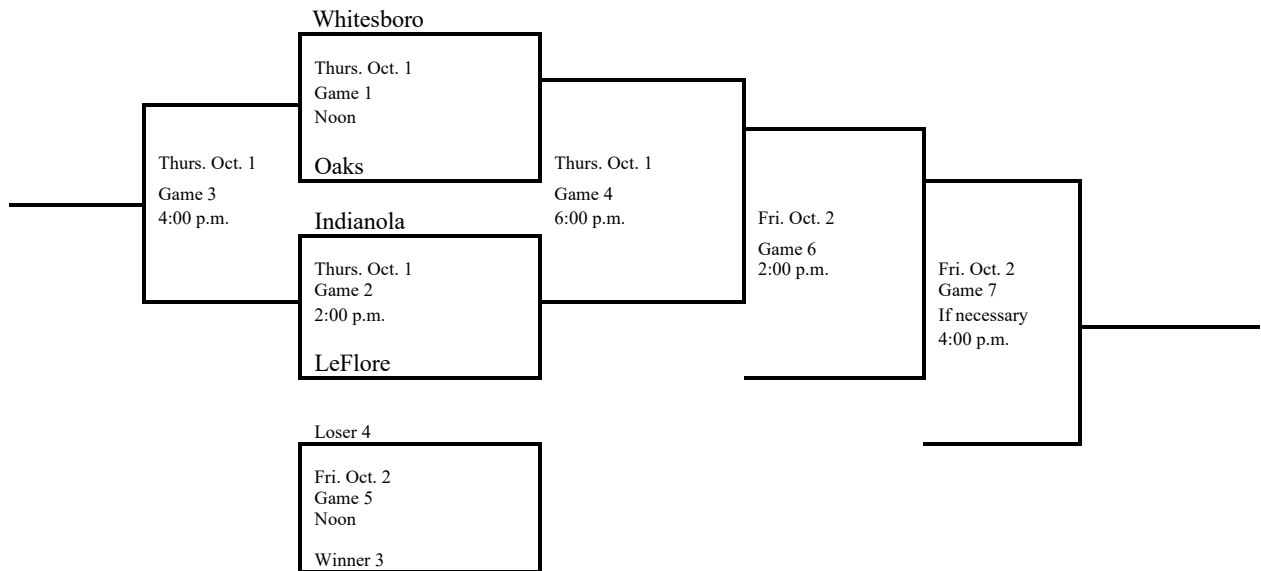 Whitesboro
Thurs. Oct. 1
Game 1
Noon
Oaks
Thurs. Oct. 1
Game 3
4:00 p.m.
Thurs. Oct. 1
Game 4
6:00 p.m.
Indianola
Thurs. Oct. 1
Game 2
2:00 p.m.
LeFlore
Fri. Oct. 2
Game 6
2:00 p.m.
Fri. Oct. 2
Game 7
If necessary
4:00 p.m.
Loser 4
Fri. Oct. 2
Game 5
Noon
Winner 3